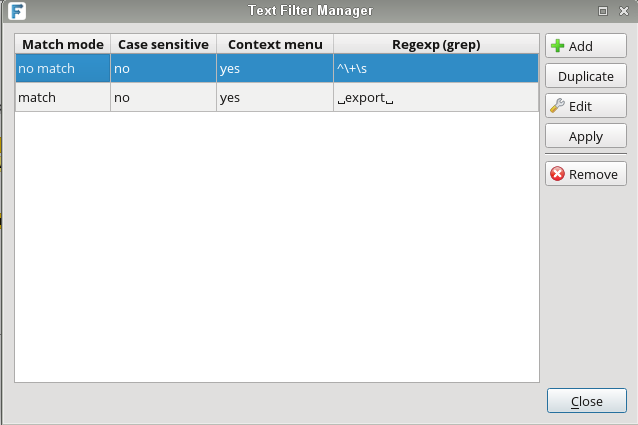 Text Filter Manager
Match mode Case sensitive Context menu Regexp (grep)
no match no yes ^\+\s
match no yes ␣export␣
Add
Duplicate
Edit
Apply
Remove
Close